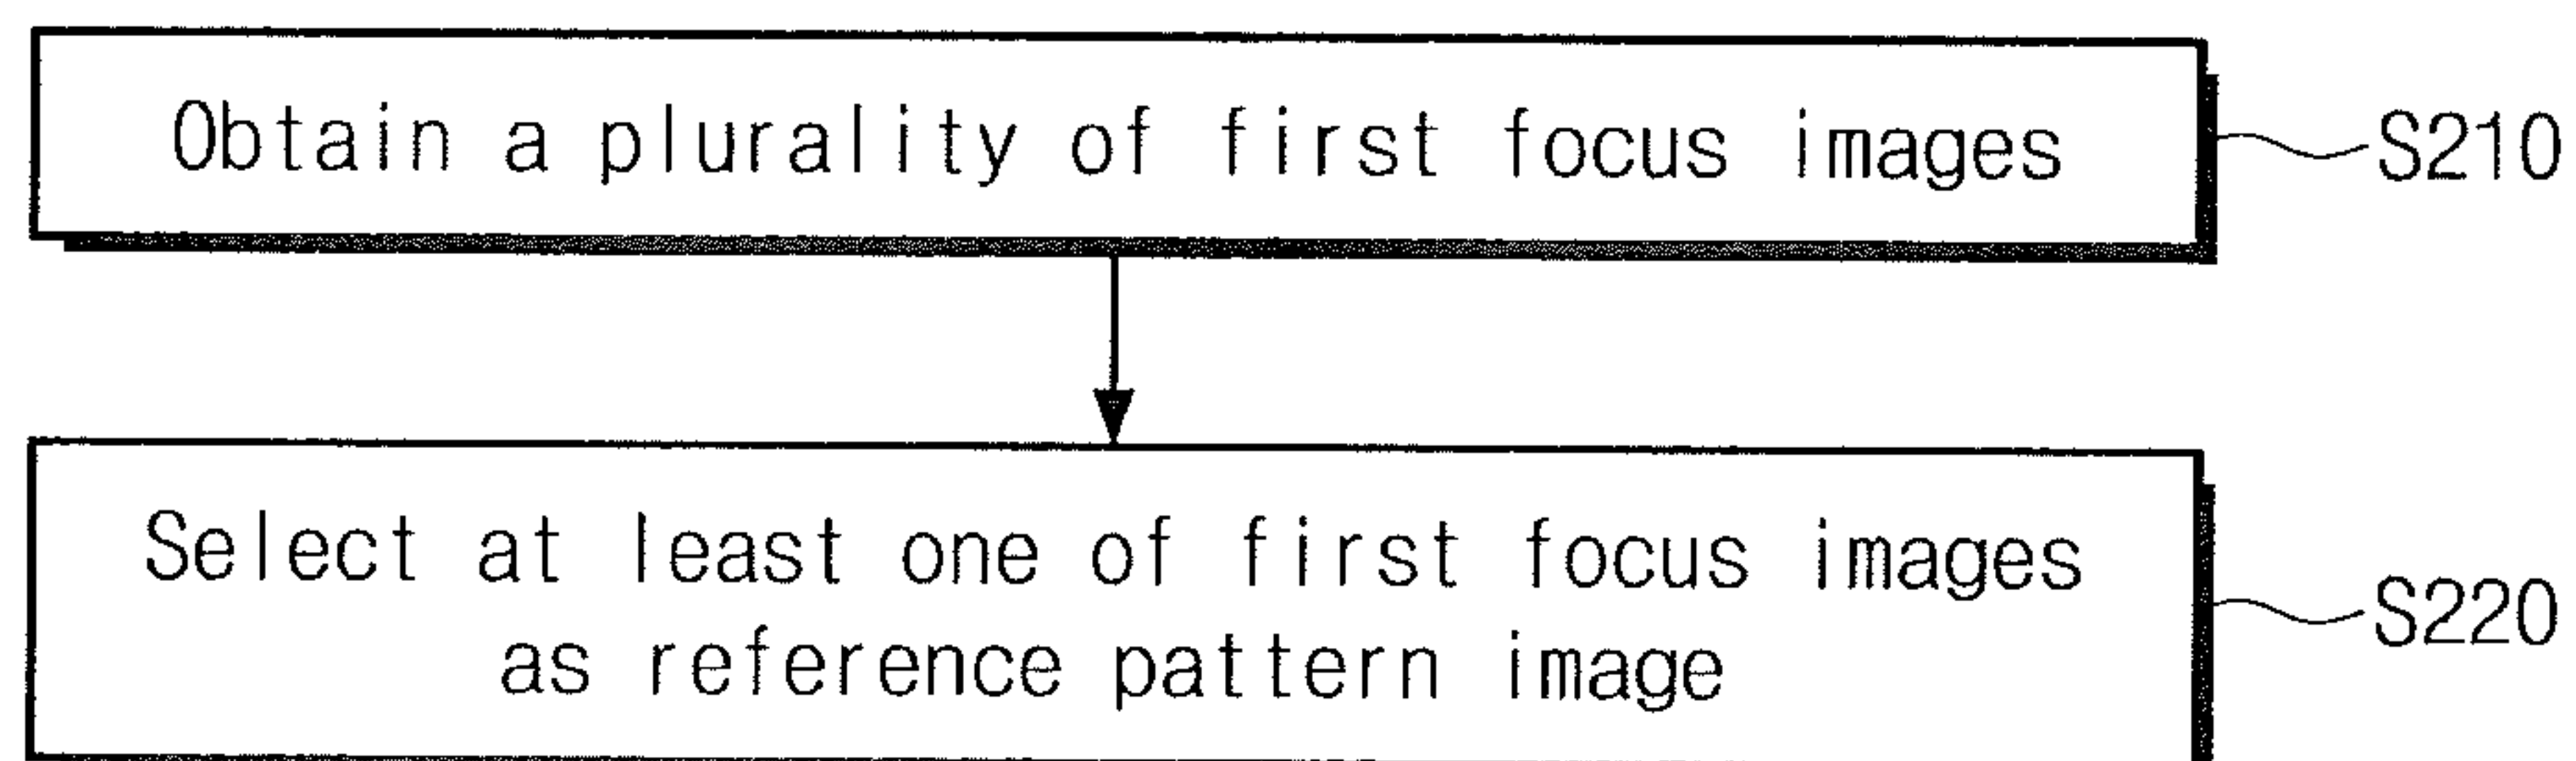 Obtain a plurality of first focus images
S210
Select at least one of first focus images
as reference pattern image
S220